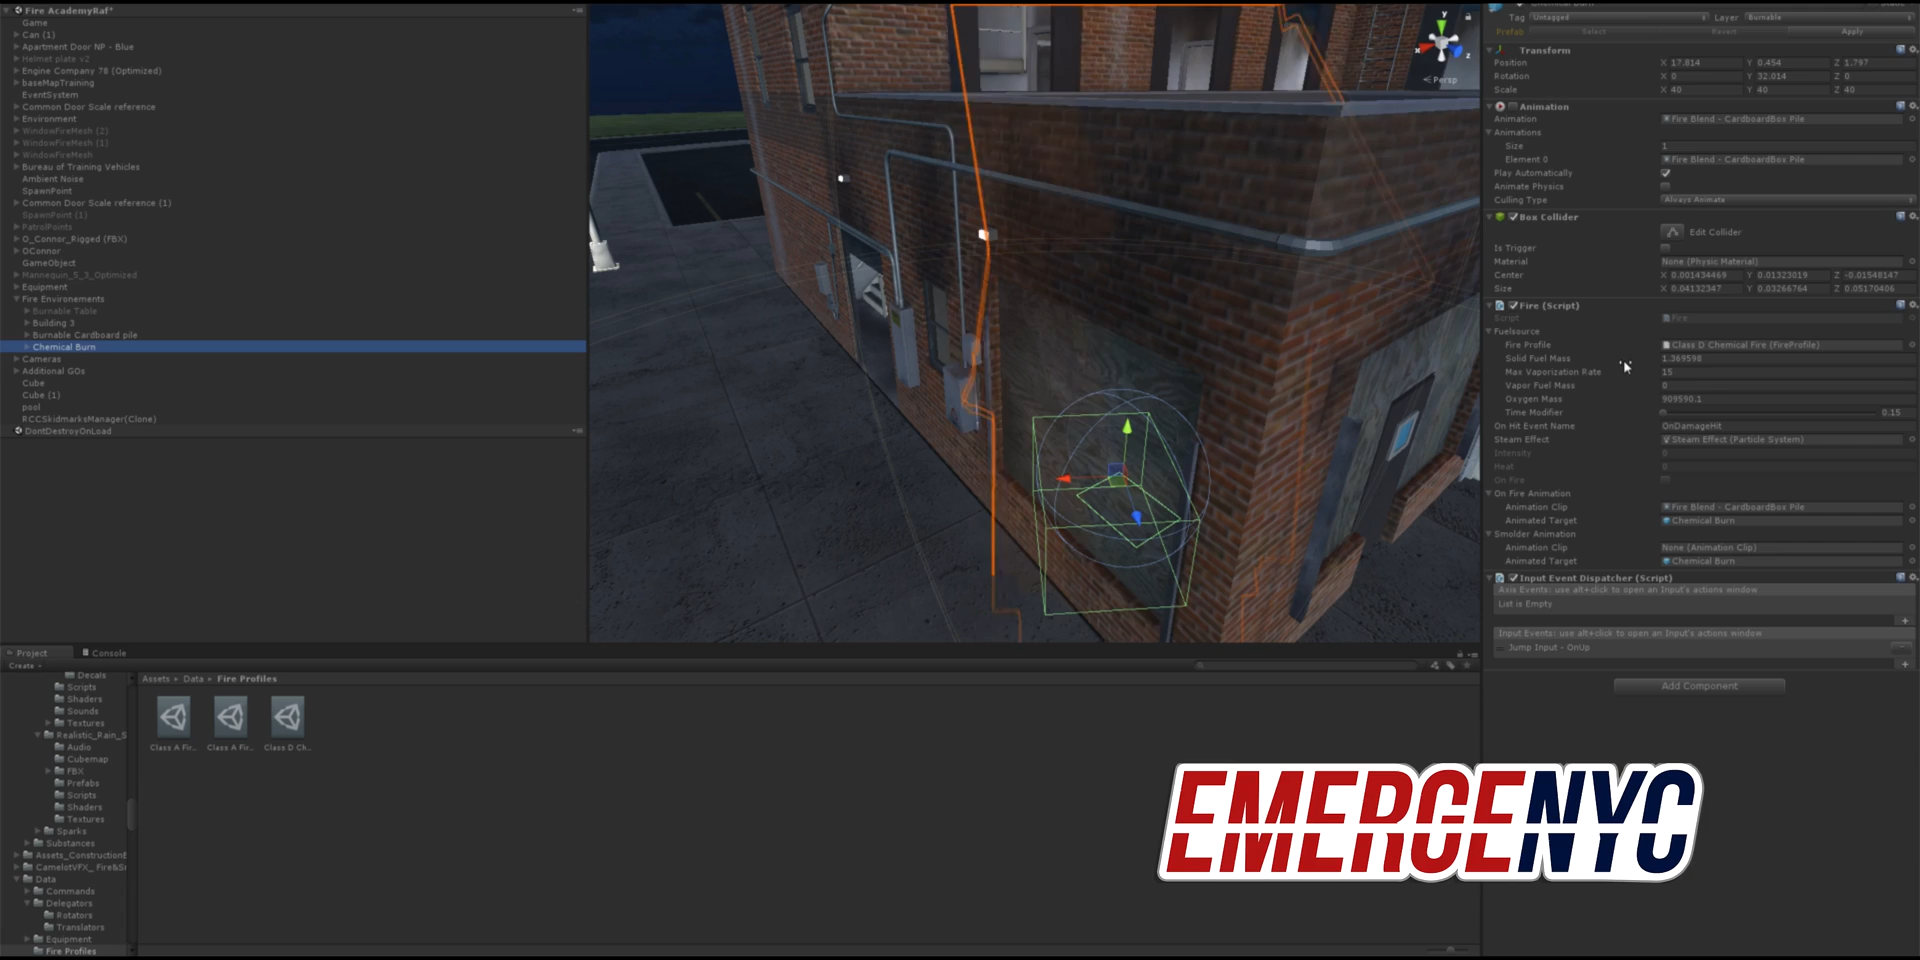 Fire AcademyRaf*
Game
Can (1)
Apartment Door NP - Blue
Helmet plate v2
Engine Company 78 (Optimized)
baseMapTraining
EventSystem
Common Door Scale reference
Environment
WindowFireMesh (2)
WindowFireMesh (1)
WindowFireMesh
Bureau of Training Vehicles
Ambient Noise
SpawnPoint
Common Door Scale reference (1)
SpawnPoint (1)
PatrolPoints
O_Connor_Rigged (FBX)
OConnor
GameObject
Mannequin_S_3_Optimized
Equipment
Fire Environements
Burnable Table
Building 3
Burnable Cardboard pile
Chemical Burn
Cameras
Additional GOs
Cube
Cube (1)
pool
RCCSkidmarksManager(Clone)
DontDestroyOnLoad
y
x
z
Persp
Chemical Burn
Tag Untagged Layer Burnable
Prefab Select Revert Apply
Transform
Position X 17.814 Y 0.454 Z 1.797
Rotation X 0 Y 32.014 Z 0
Scale X 40 Y 40 Z 40
Animation
Animation Fire Blend - CardboardBox Pile
Animations
Size 1
Element 0 Fire Blend - CardboardBox Pile
Play Automatically
Animate Physics
Culling Type Always Animate
Box Collider
Edit Collider
Is Trigger
Material None (Physic Material)
Center X 0.001434469 Y 0.01323019 Z -0.01548147
Size X 0.04132347 Y 0.03266764 Z 0.05170406
Fire (Script)
Script Fire
Fuelsource
Fire Profile Class D Chemical Fire (FireProfile)
Solid Fuel Mass 1.369598
Max Vaporization Rate 15
Vapor Fuel Mass 0
Oxygen Mass 909590.1
Time Modifier 0.15
On Hit Event Name OnDamageHit
Steam Effect Steam Effect (Particle System)
Intensity 0
Heat 0
On Fire
On Fire Animation
Animation Clip Fire Blend - CardboardBox Pile
Animated Target Chemical Burn
Smolder Animation
Animation Clip None (Animation Clip)
Animated Target Chemical Burn
Input Event Dispatcher (Script)
Axis Events: use alt+click to open an Input's actions window
List is Empty
Input Events: use alt+click to open an Input's actions window
Jump Input - OnUp
Add Component
Project Console
Create
Decals
Scripts
Shaders
Sounds
Textures
Realistic_Rain_S
Audio
Cubemap
FBX
Prefabs
Scripts
Shaders
Textures
Sparks
Substances
Assets_Construction
CamelotVFX_ Fire&S
Data
Commands
Delegators
Rotators
Translators
Equipment
Fire Profiles
Assets Data Fire Profiles
Class A Fir... Class A Fir... Class D Ch...
EMERGENYC